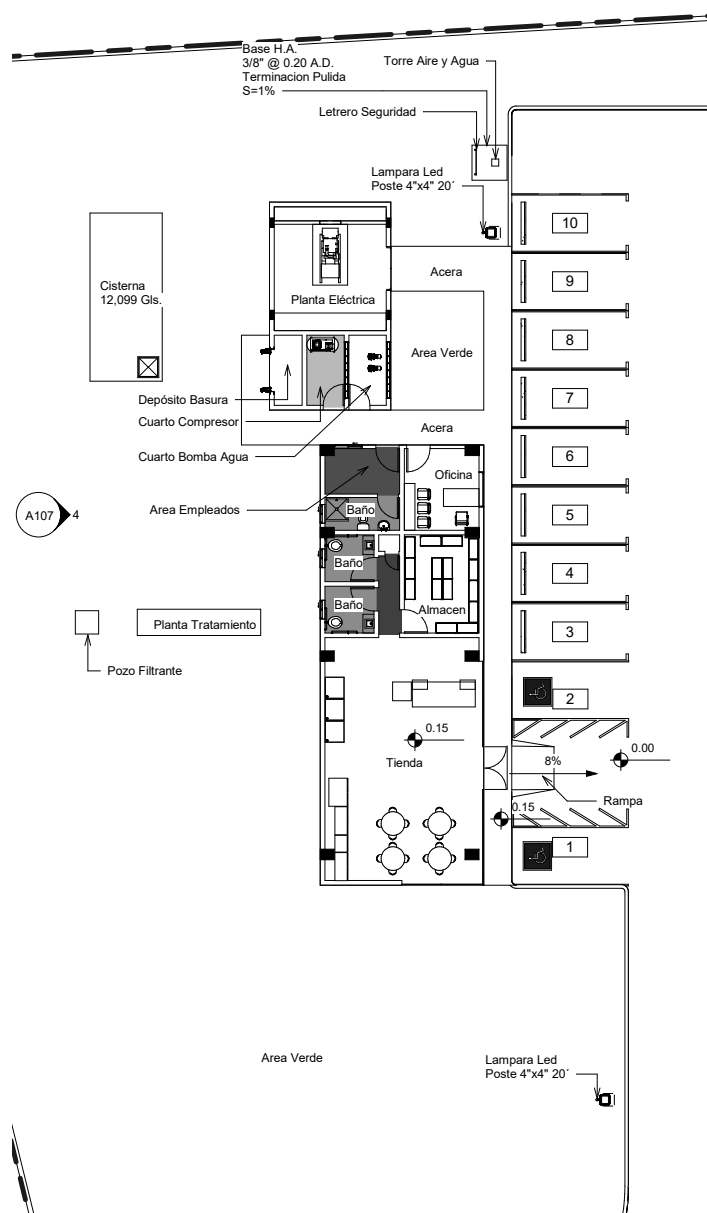 Base H.A.
3/8" @ 0.20 A.D.
Terminacion Pulida
S=1%
Torre Aire y Agua
Letrero Seguridad
Lampara Led
Poste 4"x4" 20´
10
Acera
9
Cisterna
12,099 Gls.
Planta Eléctrica
8
Area Verde
7
Depósito Basura
Cuarto Compresor
Acera
6
Cuarto Bomba Agua
Oficina
Area Empleados
Baño
5
A107
4
Baño
4
Baño
Almacen
3
Planta Tratamiento
Pozo Filtrante
2
0.15
0.00
Tienda
8%
Rampa
0.15
1
Area Verde
Lampara Led
Poste 4"x4" 20´